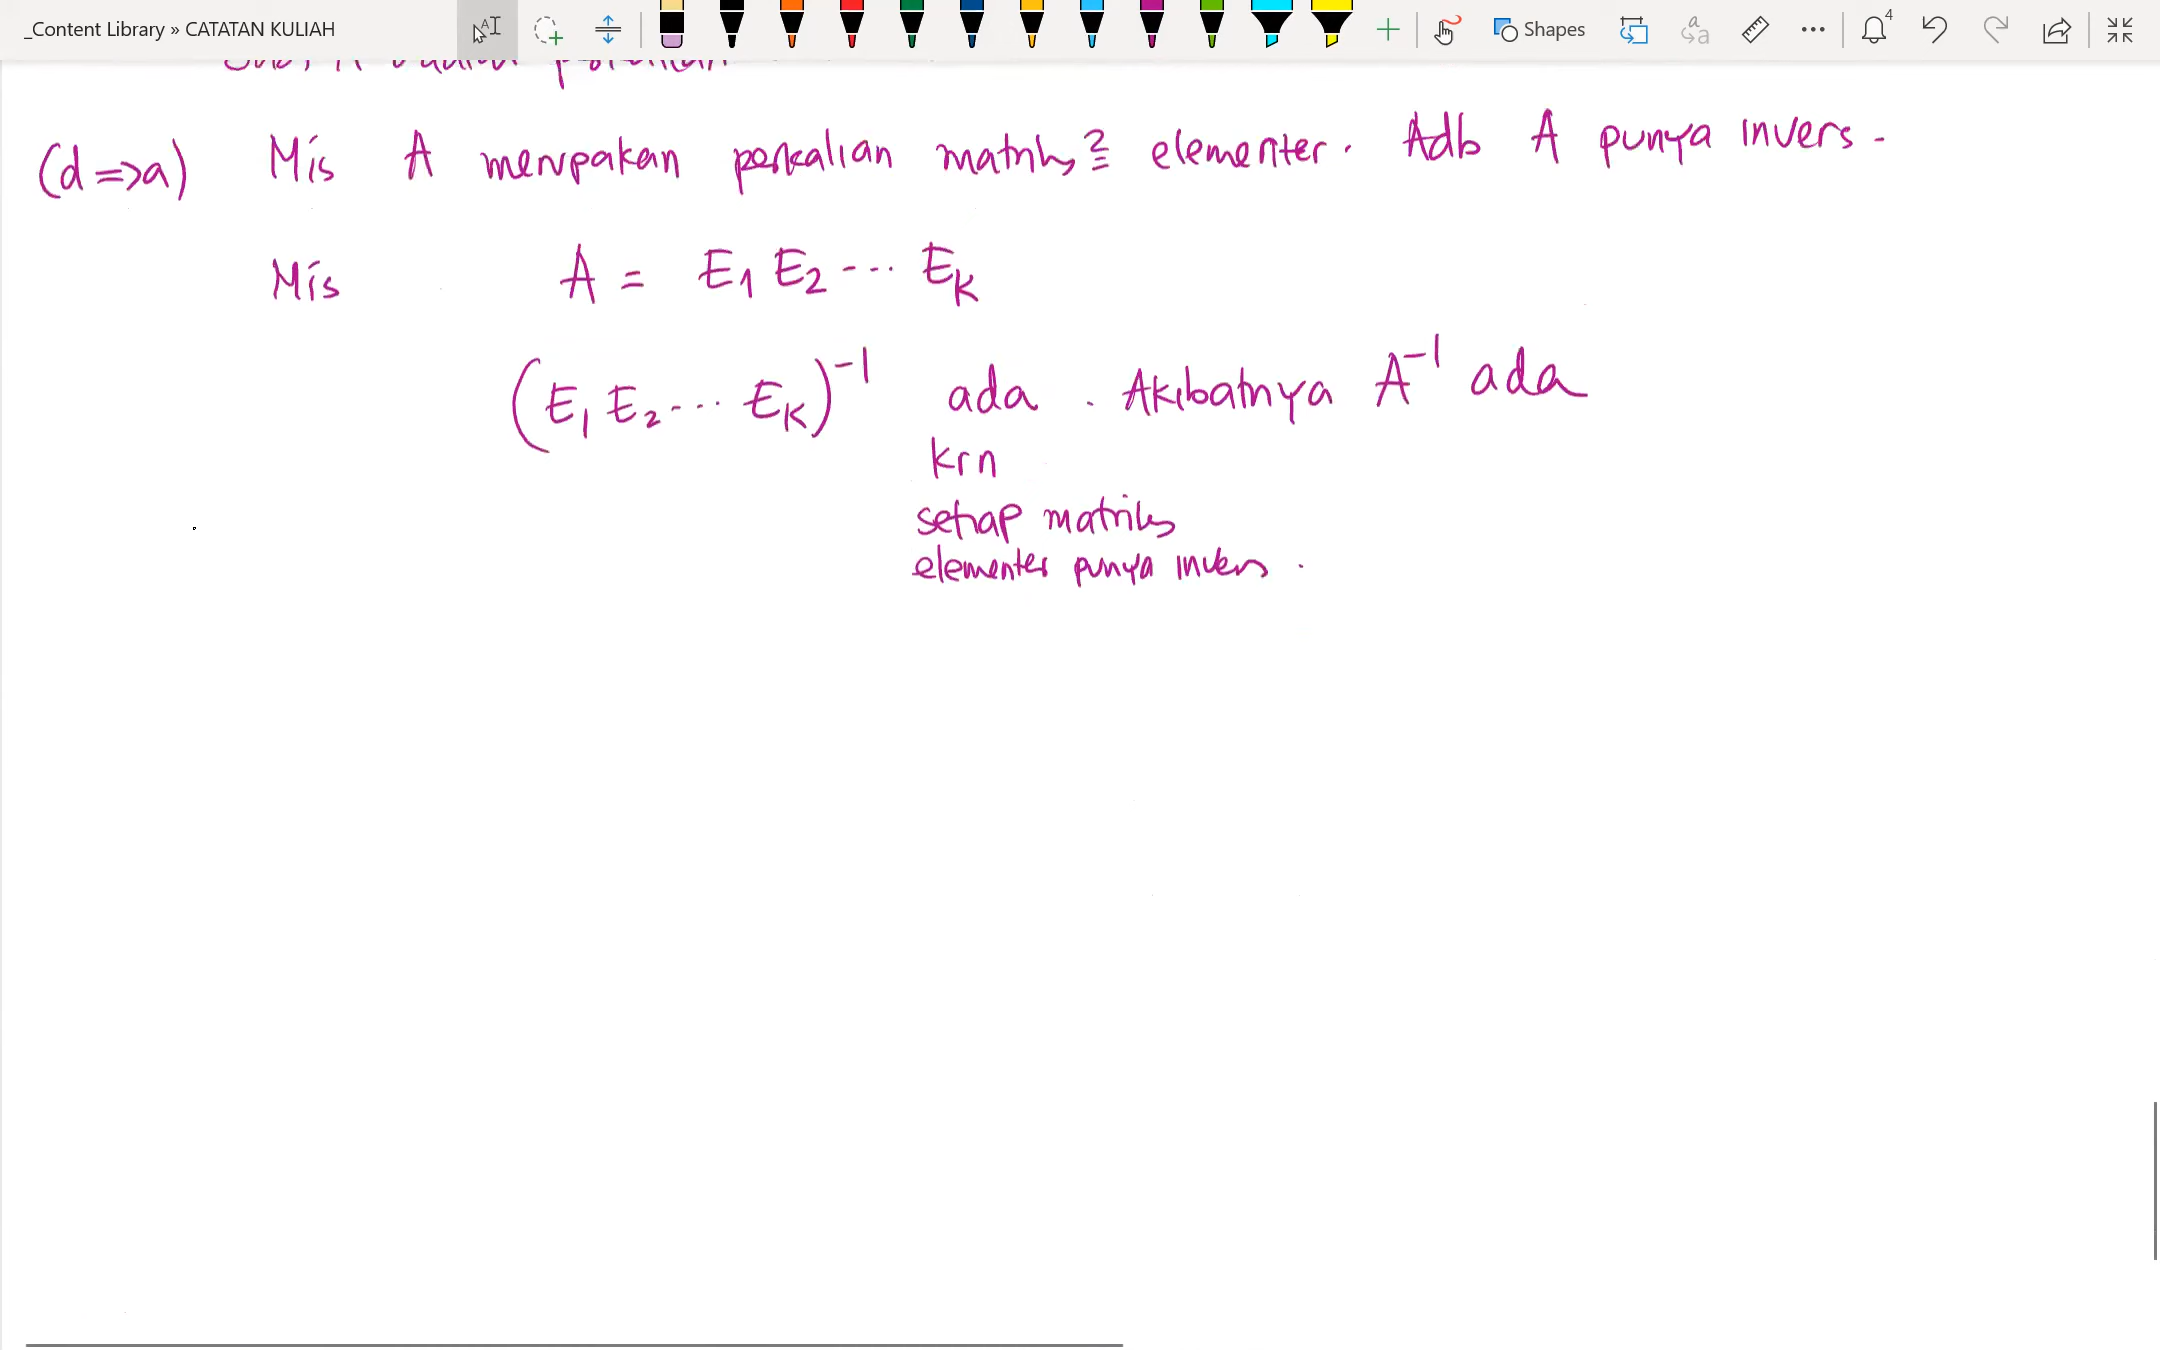 _Content Library » CATATAN KULIAH
Shapes
4
(d=>a) Mis A merupakan perkalian matriks² elementer. Adb A punya invers.
Mis A = E₁ E₂ ... Eₖ
(E₁ E₂ ... Eₖ)⁻¹ ada. Akibatnya A⁻¹ ada
krn
setiap matriks
elementer punya invers.